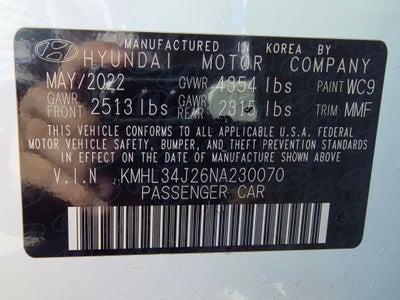 MANUFACTURED IN KOREA BY
HYUNDAI MOTOR COMPANY
MAY/2022 GVWR 4354 lbs PAINT WC9
GAWR FRONT 2513 lbs GAWR REAR 2315 lbs TRIM MMF
THIS VEHICLE CONFORMS TO ALL APPLICABLE U.S.A. FEDERAL
MOTOR VEHICLE SAFETY, BUMPER, AND THEFT PREVENTION STANDARDS
IN EFFECT ON THE DATE OF MANUFACTURE SHOWN ABOVE.
V.I.N KMHL34J26NA230070
PASSENGER CAR